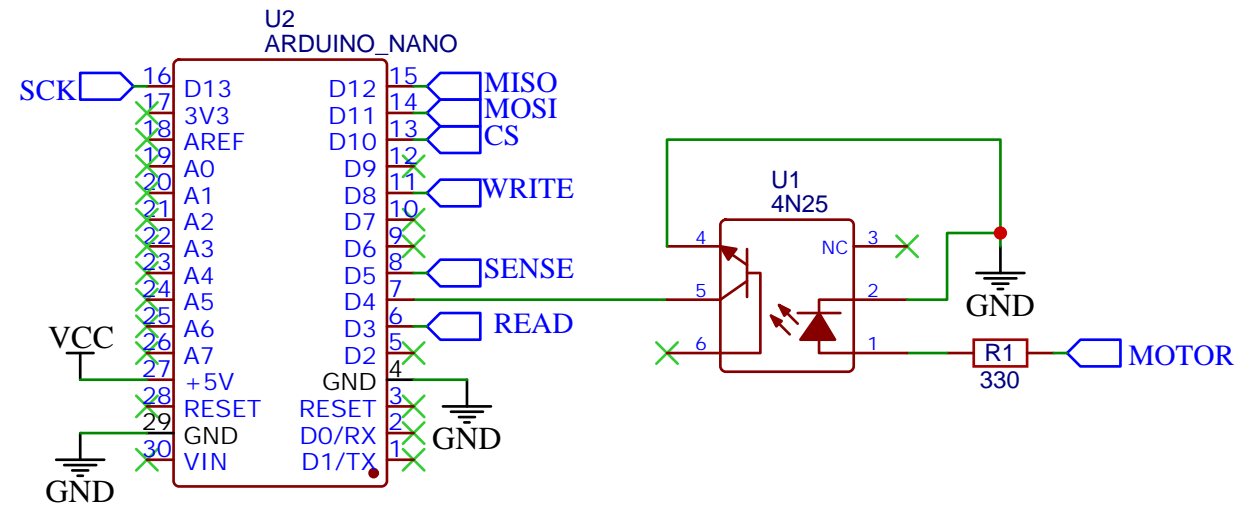 U2
ARDUINO_NANO
SCK 16 D13 D12 15 MISO
17 3V3 D11 14 MOSI
18 AREF D10 13 CS
19 A0 D9 12
20 A1 D8 11 WRITE
21 A2 D7 10
22 A3 D6 9
23 A4 D5 8 SENSE
24 A5 D4 7
25 A6 D3 6 READ
VCC 26 A7 D2 5
27 +5V GND 4
28 RESET RESET 3
29 GND D0/RX 2 GND
30 VIN D1/TX 1
GND
U1
4N25
4 NC 3
5 2 GND
6 1 R1 MOTOR
330